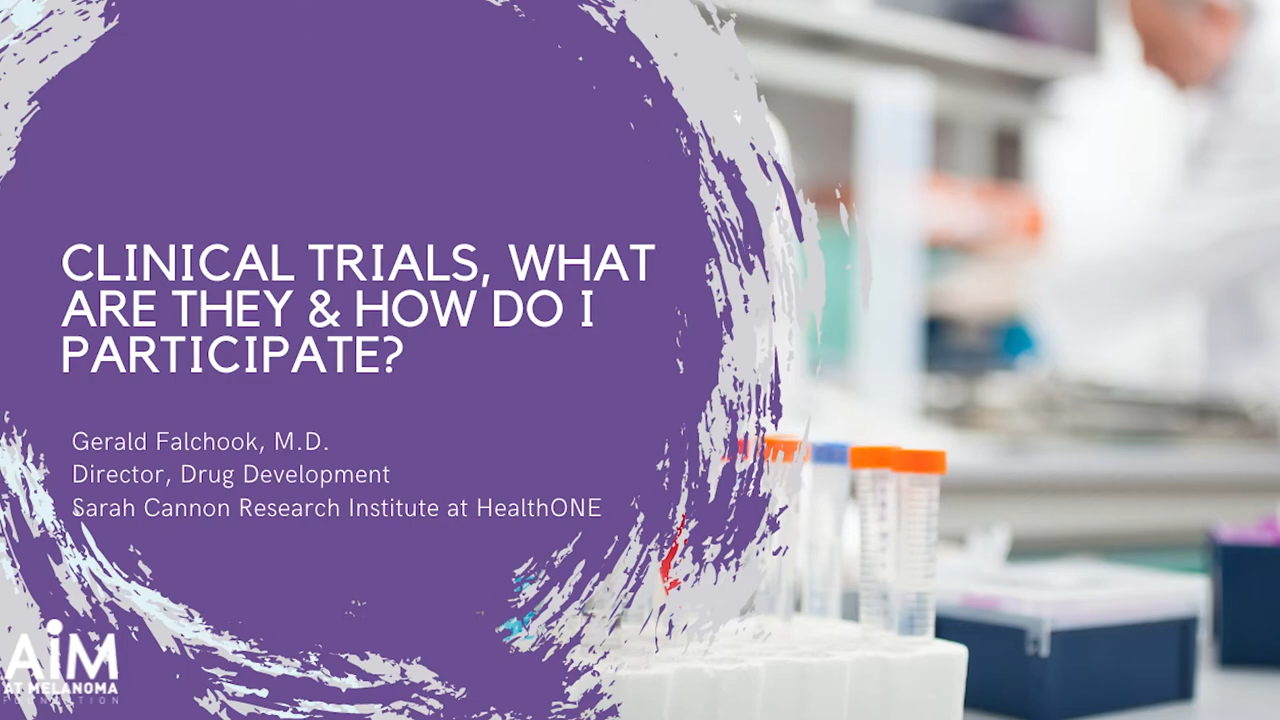 CLINICAL TRIALS, WHAT
ARE THEY & HOW DO I
PARTICIPATE?
Gerald Falchook, M.D.
Director, Drug Development
Sarah Cannon Research Institute at HealthONE
AiM
AT MELANOMA
FOUNDATION